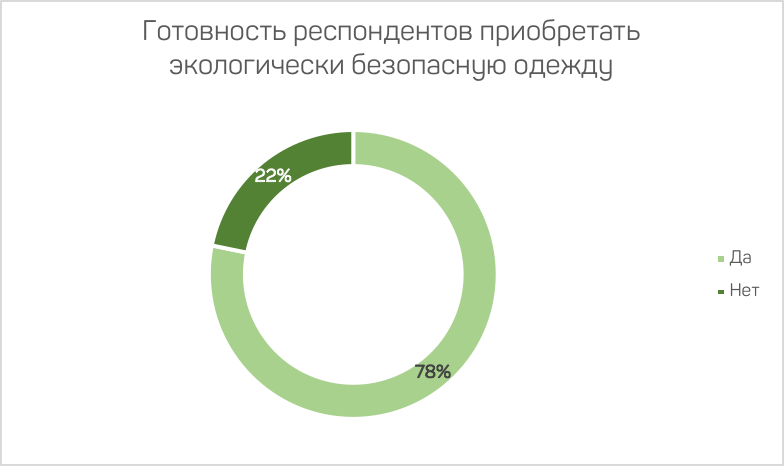 Готовность респондентов приобретать
экологически безопасную одежду
22%
78%
Да
Нет